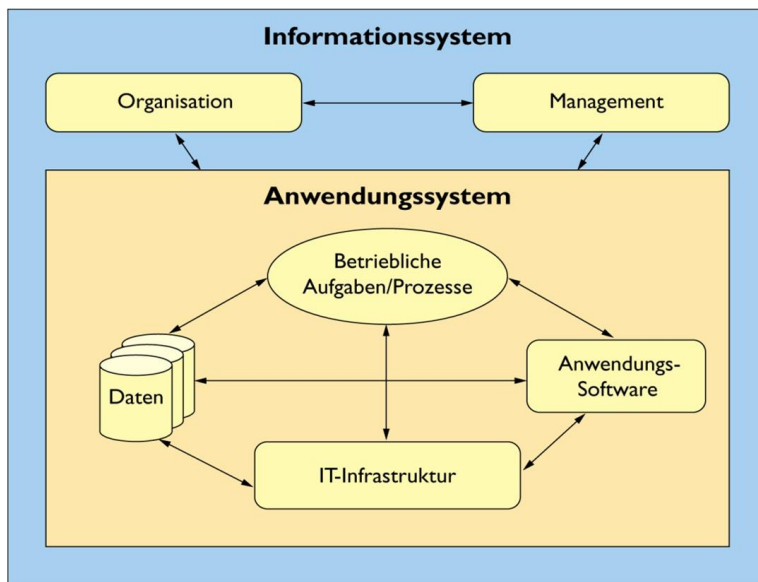 Informationssystem
Organisation
Management
Anwendungssystem
Betriebliche
Aufgaben/Prozesse
Daten
Anwendungs-
Software
IT-Infrastruktur